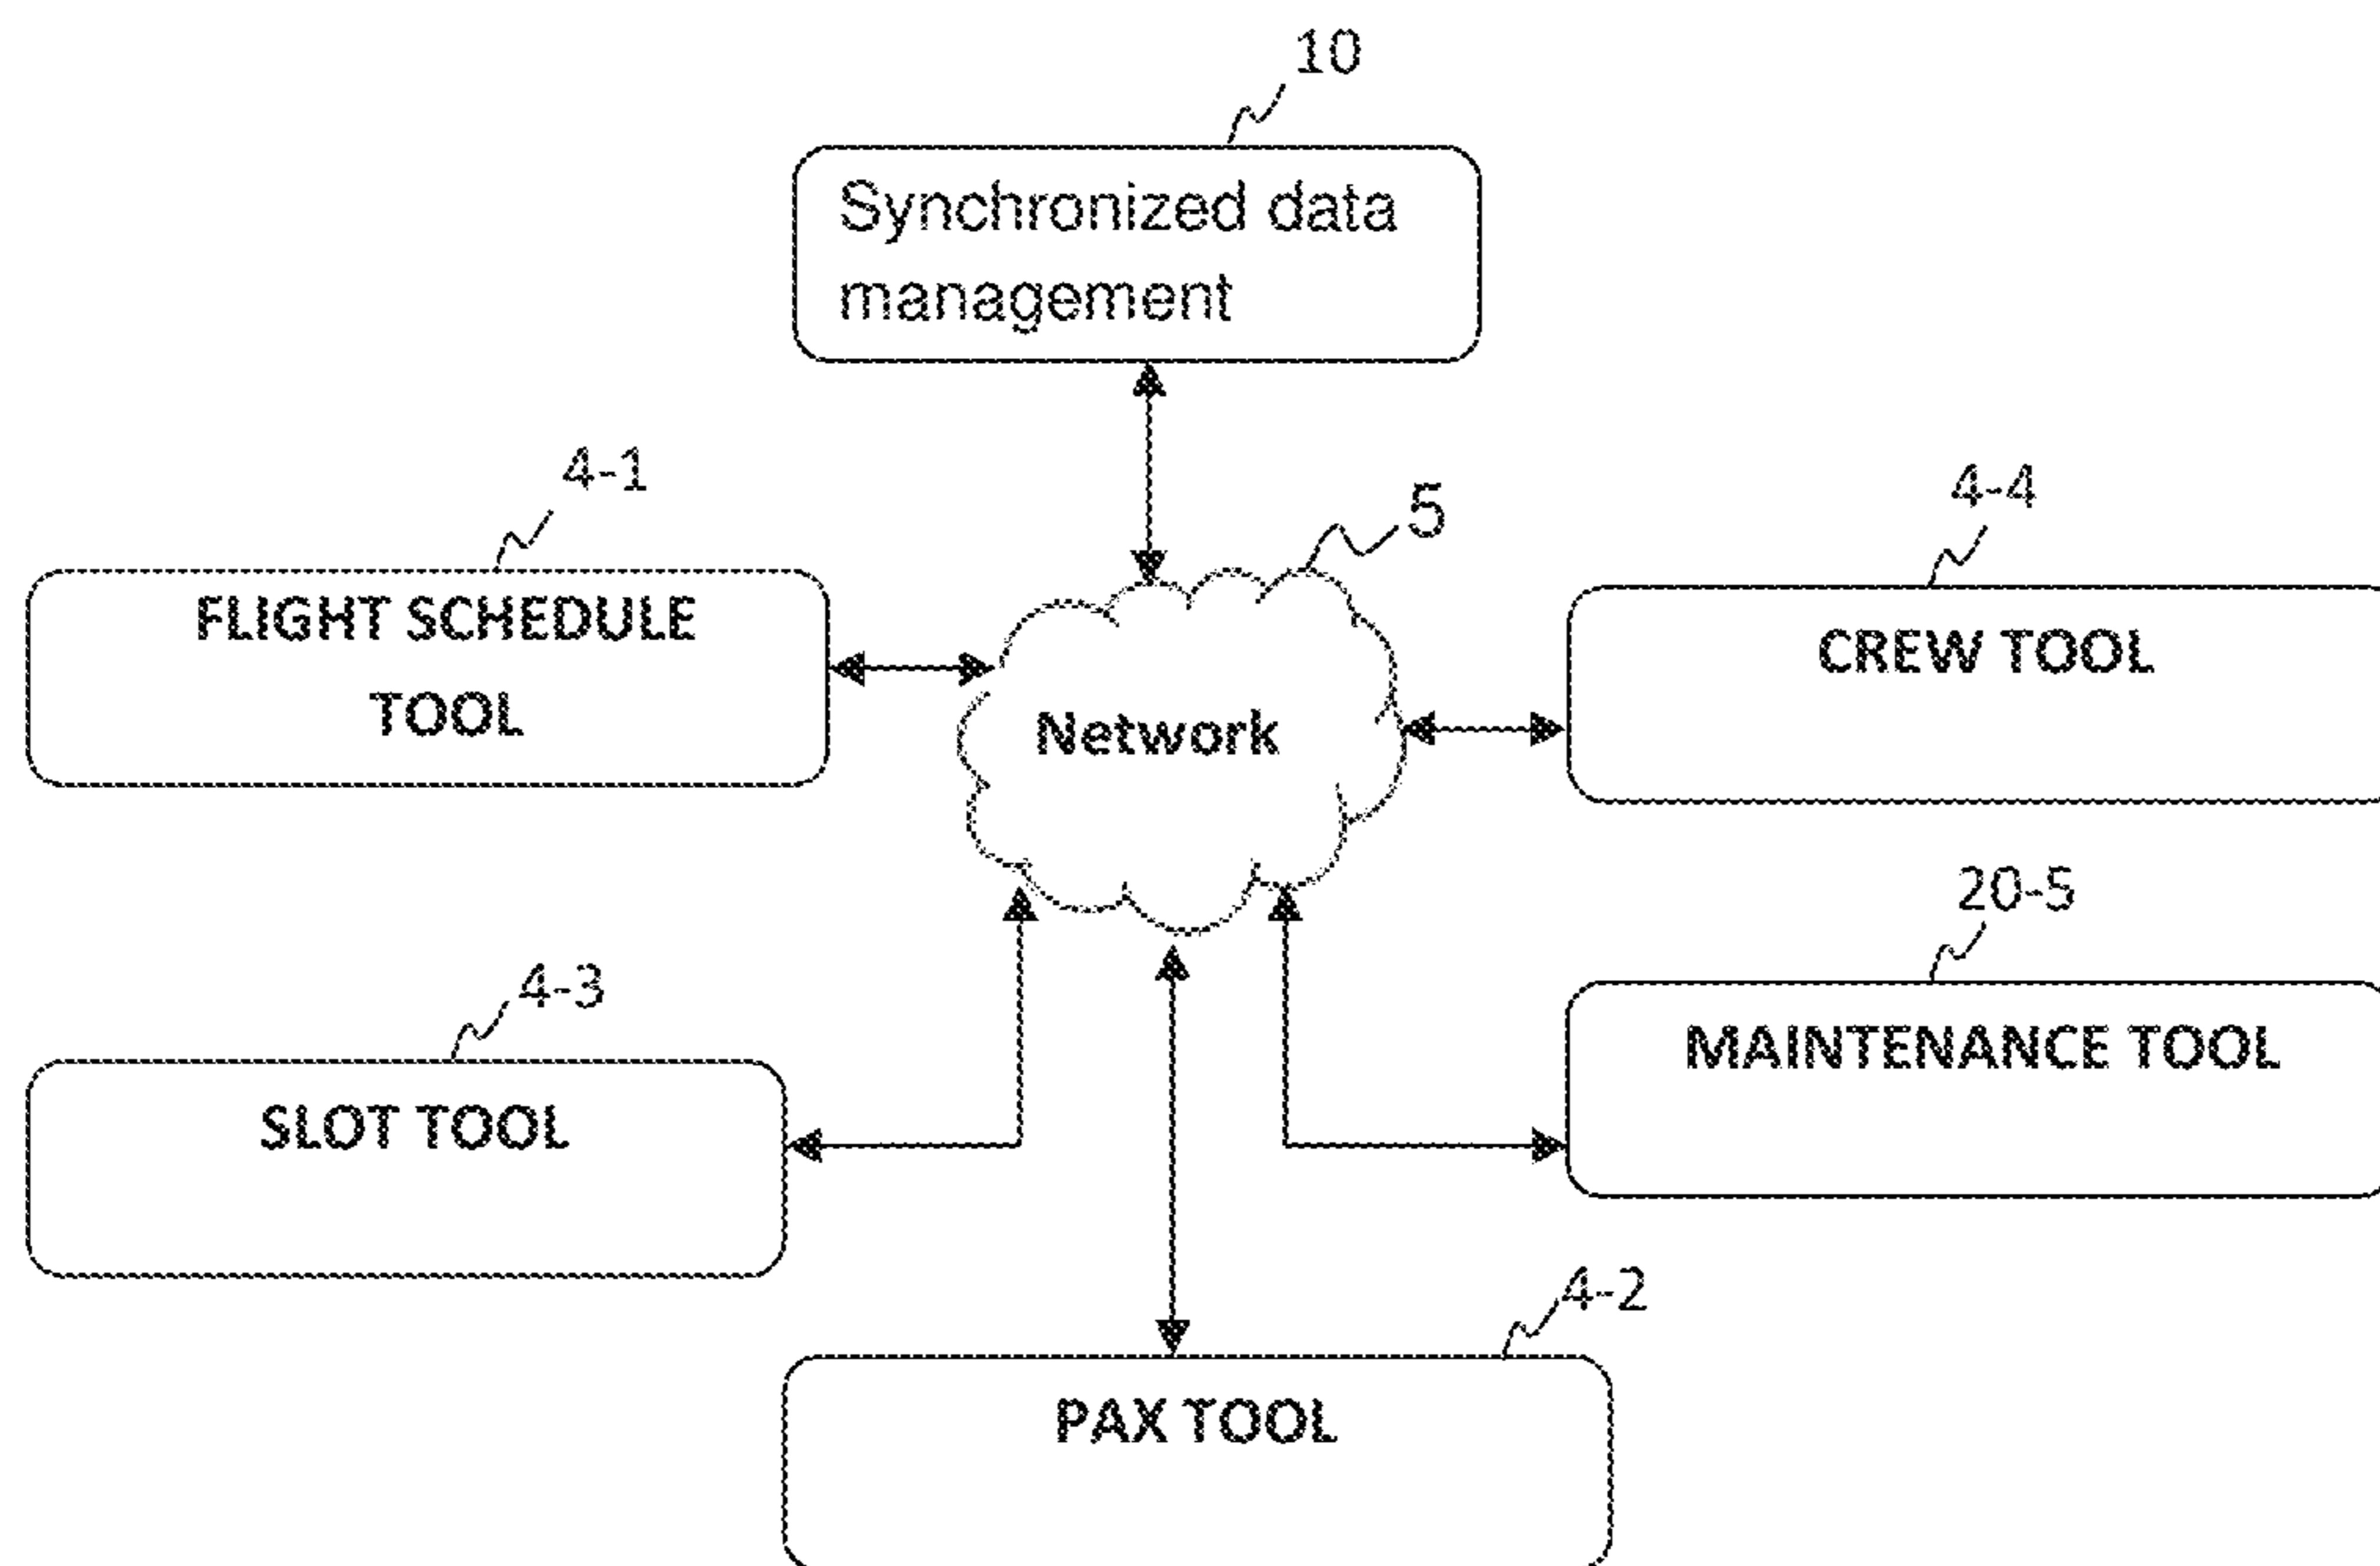 10
Synchronized data
management
4-1
5
4-4
FLIGHT SCHEDULE
TOOL
Network
CREW TOOL
20-5
4-3
MAINTENANCE TOOL
SLOT TOOL
4-2
PAX TOOL